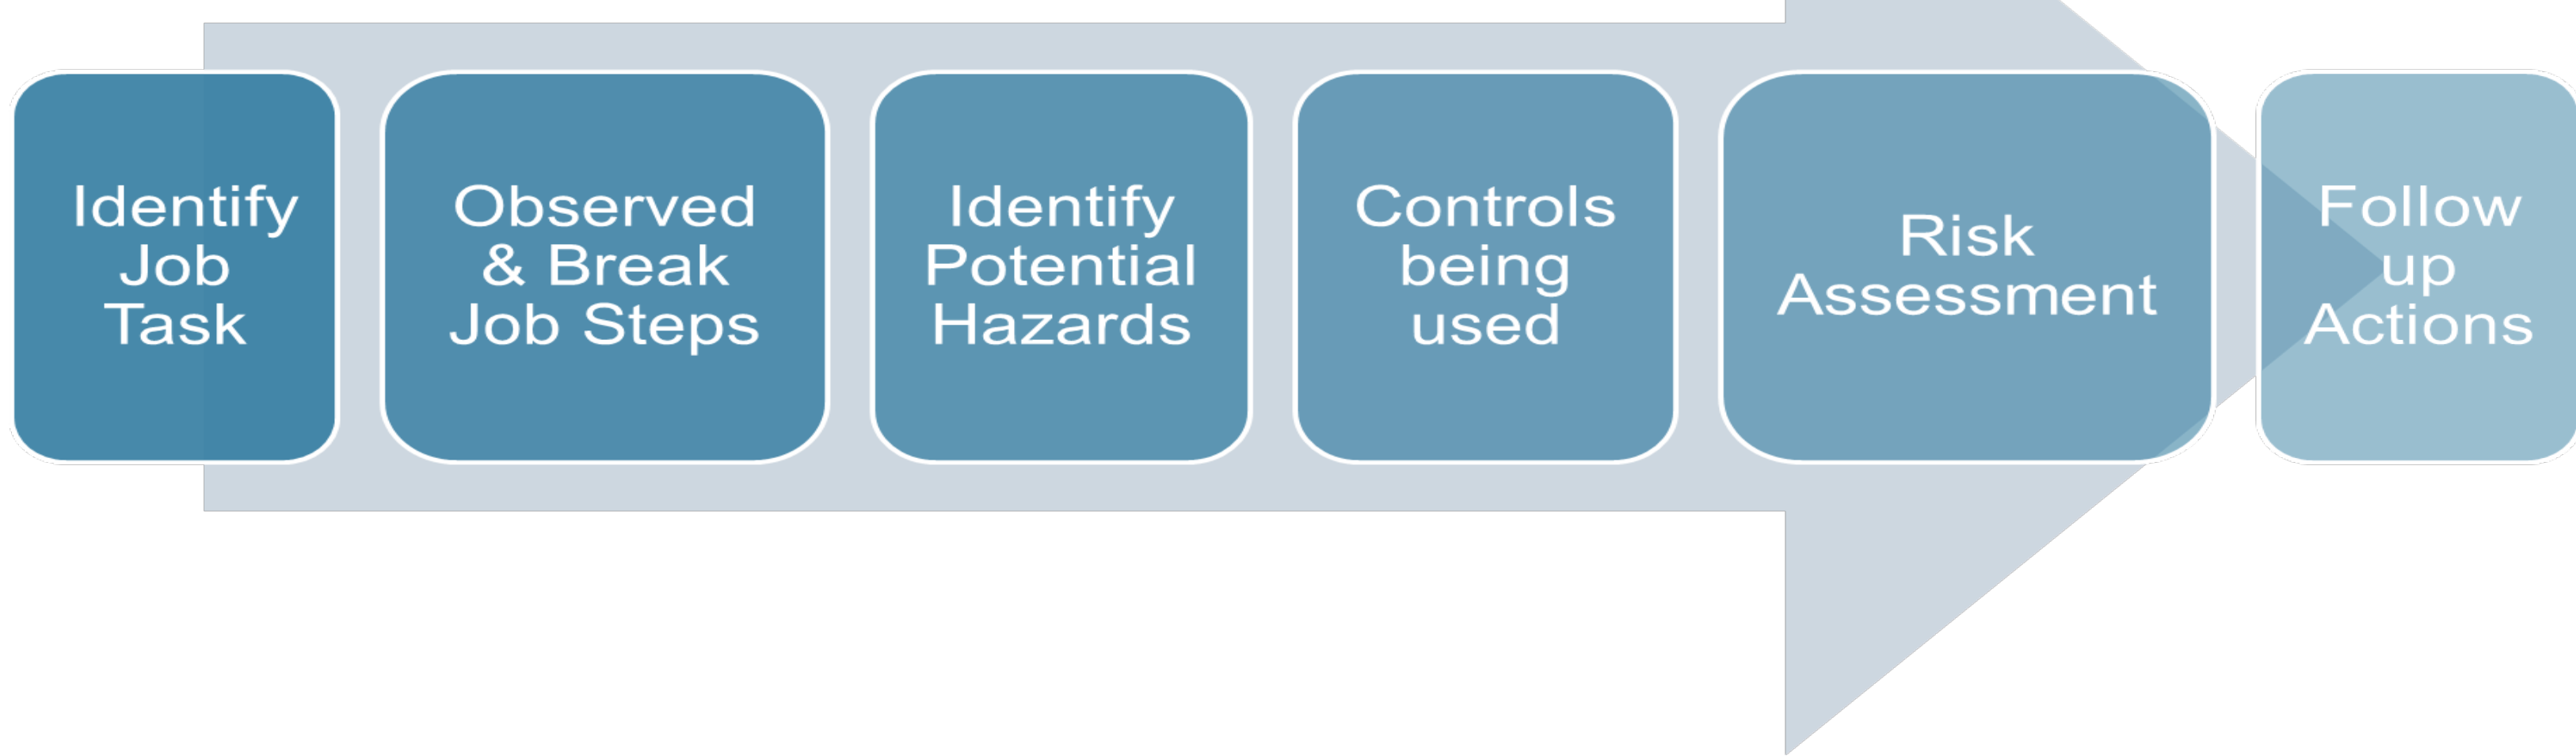 Identify
Job
Task
Observed
& Break
Job Steps
Identify
Potential
Hazards
Controls
being
used
Risk
Assessment
Follow
up
Actions